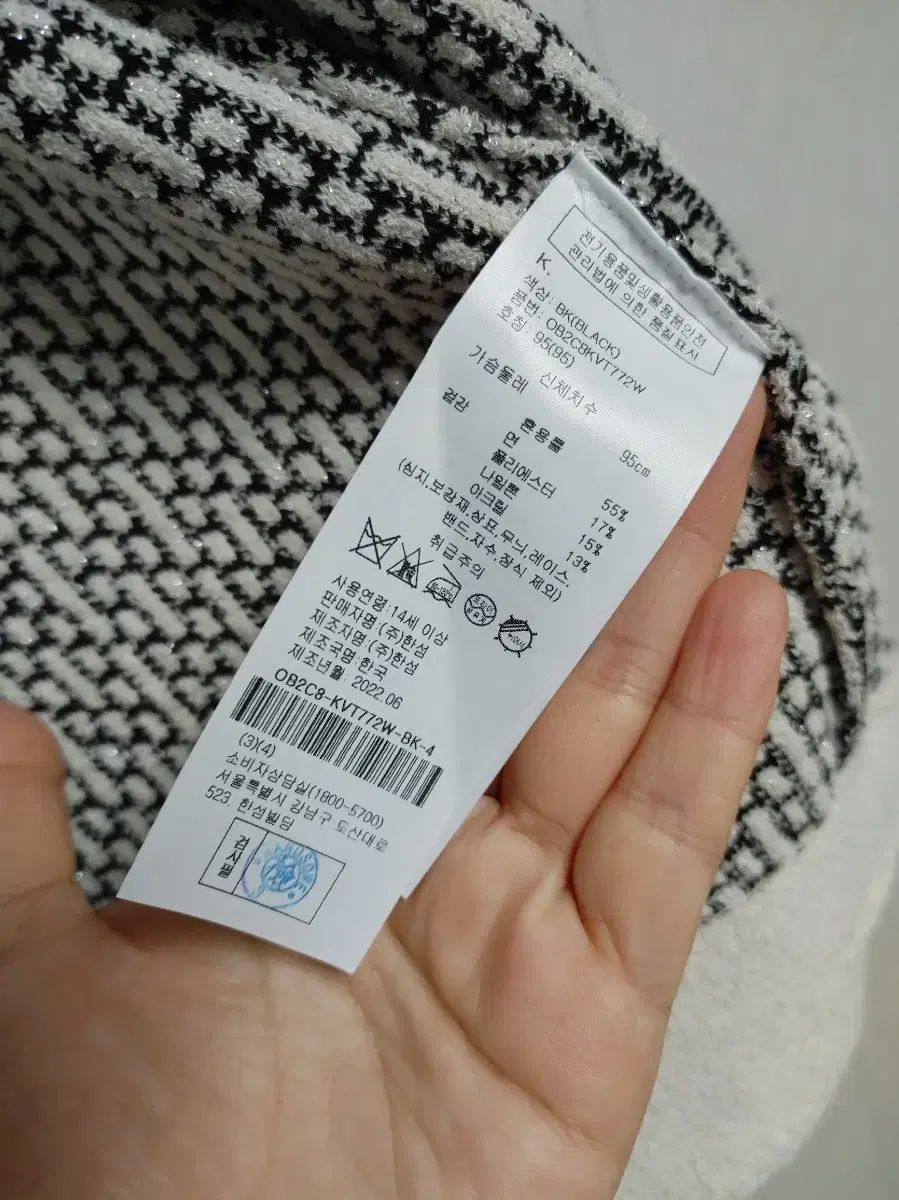 전기용품및생활용품안전
관리법에 의한 품질표시
K.
색상: BK(BLACK)
품번: OB2C8KVT772W
호칭: 95(95)
신체치수
가슴둘레 95cm
겉감 혼용률
면 55%
폴리에스터 17%
나일론 15%
아크릴 13%
(심지,보강재,상표,무늬,레이스,
밴드,자수,장식 제외)
취급주의
사용연령:14세 이상
판매자명:(주)한섬
제조자명:(주)한섬
제조국명:한국
제조년월: 2022.06
OB2C8-KVT772W-BK-4
(3)(4)
소비자상담실(1800-5700)
서울특별시 강남구 도산대로
523, 한섬빌딩
검사필